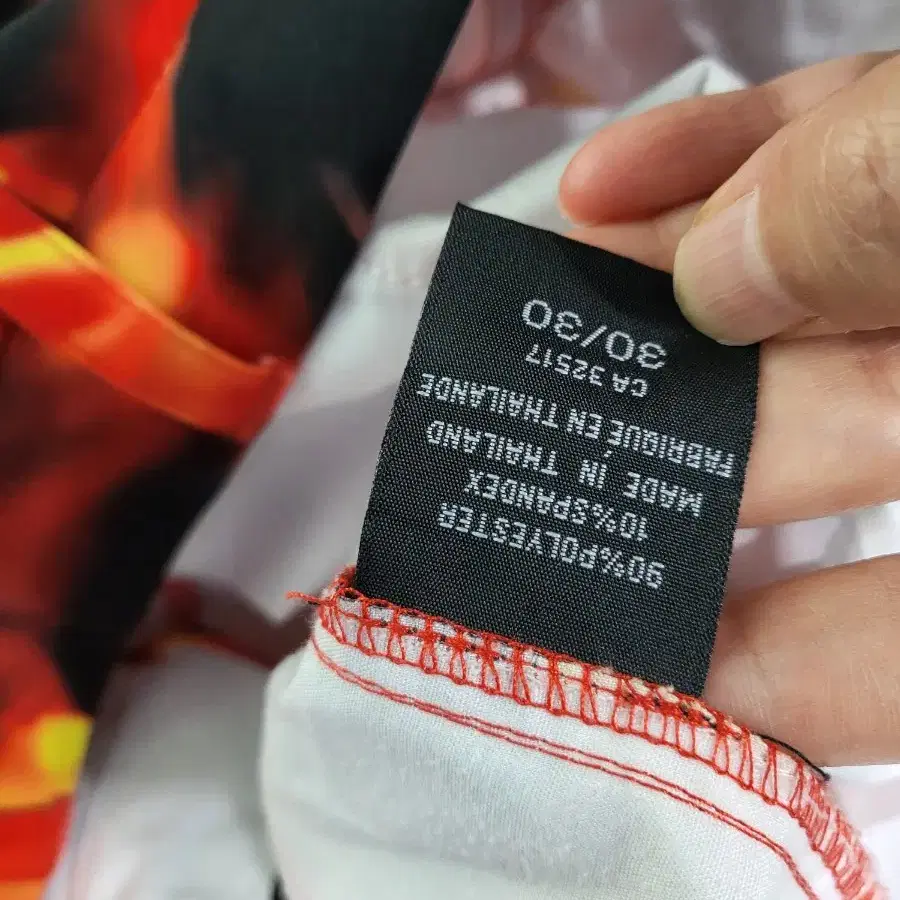 90%POLYESTER
10%SPANDEX
MADE IN THAILAND
FABRIQUÉ EN THAILANDE
CA 32517
30/30